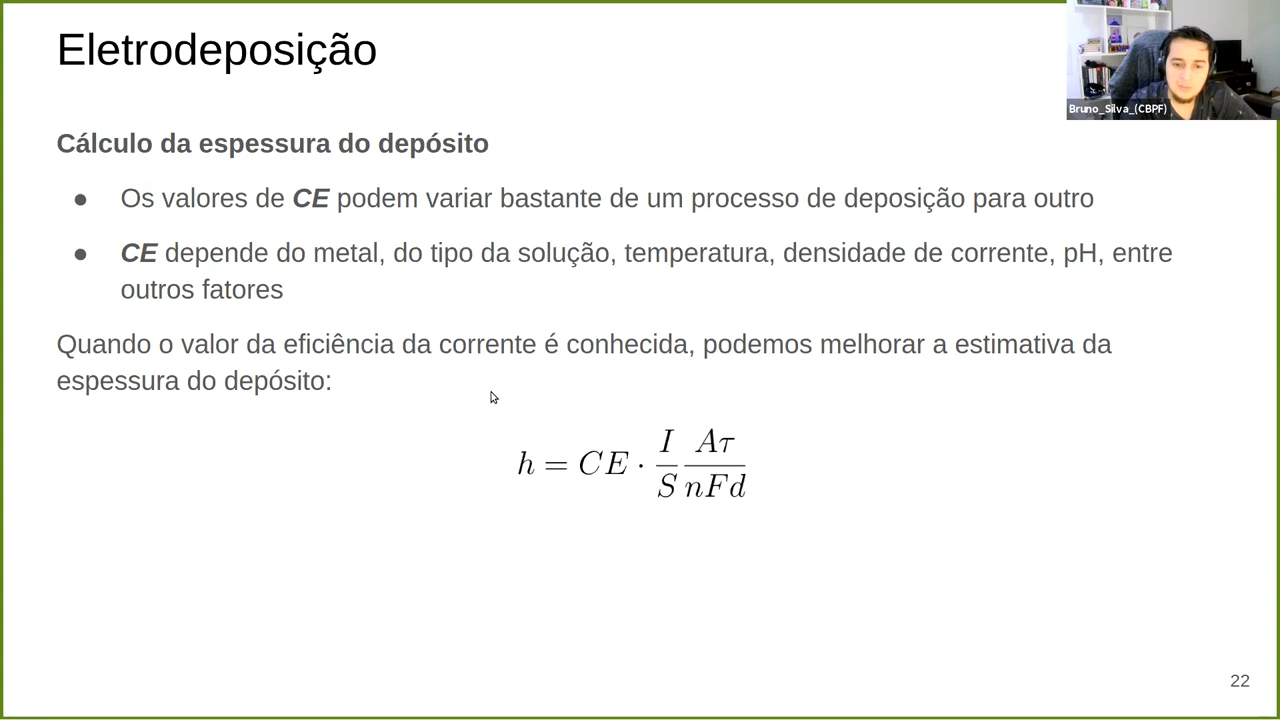 Eletrodeposição
Bruno_Silva_(CBPF)
Cálculo da espessura do depósito
● Os valores de CE podem variar bastante de um processo de deposição para outro
● CE depende do metal, do tipo da solução, temperatura, densidade de corrente, pH, entre
outros fatores
Quando o valor da eficiência da corrente é conhecida, podemos melhorar a estimativa da
espessura do depósito:
h = CE · \frac{I}{S} \frac{Aτ}{nFd}
22